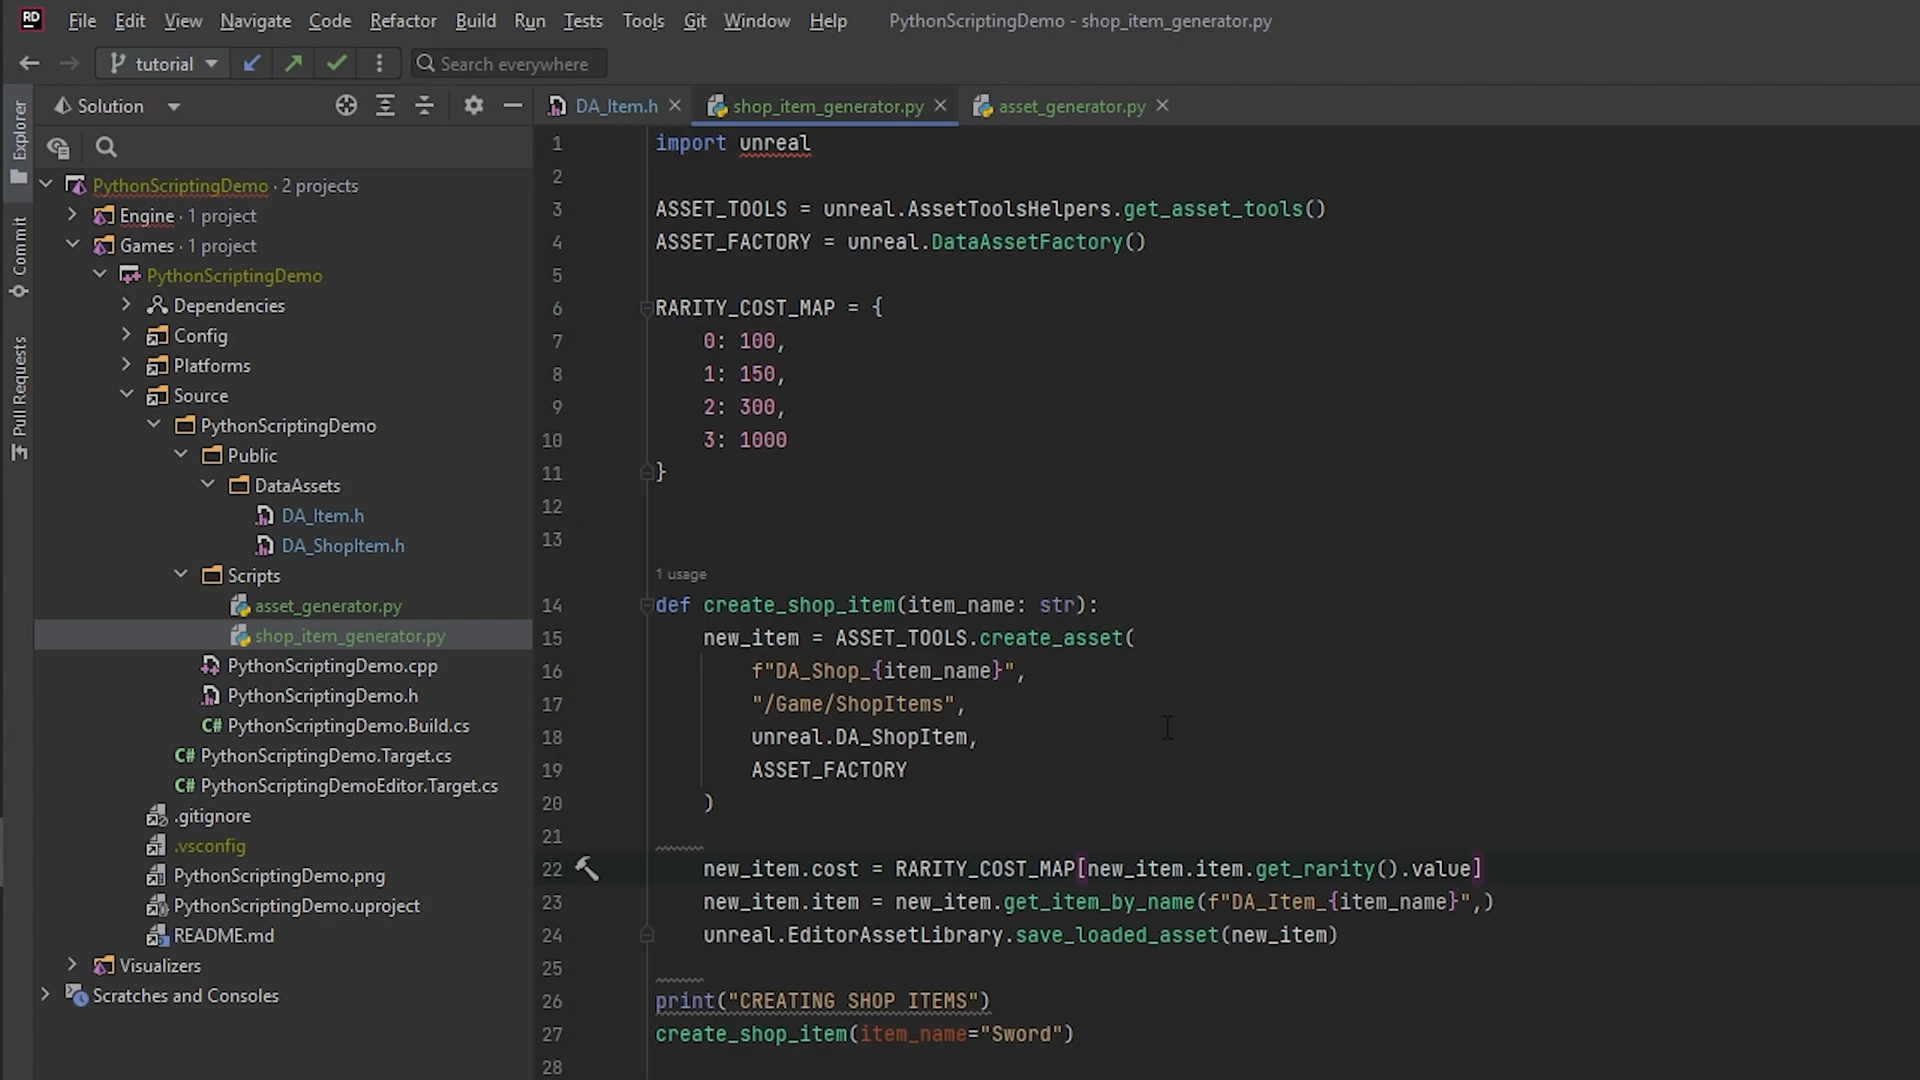 RD File Edit View Navigate Code Refactor Build Run Tests Tools Git Window Help PythonScriptingDemo - shop_item_generator.py
tutorial Search everywhere
Explorer
Commit
Pull Requests
Solution
PythonScriptingDemo · 2 projects
Engine · 1 project
Games · 1 project
PythonScriptingDemo
Dependencies
Config
Platforms
Source
PythonScriptingDemo
Public
DataAssets
DA_Item.h
DA_ShopItem.h
Scripts
asset_generator.py
shop_item_generator.py
PythonScriptingDemo.cpp
PythonScriptingDemo.h
C# PythonScriptingDemo.Build.cs
C# PythonScriptingDemo.Target.cs
C# PythonScriptingDemoEditor.Target.cs
.gitignore
.vsconfig
PythonScriptingDemo.png
PythonScriptingDemo.uproject
README.md
Visualizers
Scratches and Consoles
DA_Item.h shop_item_generator.py asset_generator.py
1 import unreal
2
3 ASSET_TOOLS = unreal.AssetToolsHelpers.get_asset_tools()
4 ASSET_FACTORY = unreal.DataAssetFactory()
5
6 RARITY_COST_MAP = {
7 0: 100,
8 1: 150,
9 2: 300,
10 3: 1000
11 }
12
13
1 usage
14 def create_shop_item(item_name: str):
15 new_item = ASSET_TOOLS.create_asset(
16 f"DA_Shop_{item_name}",
17 "/Game/ShopItems",
18 unreal.DA_ShopItem,
19 ASSET_FACTORY
20 )
21
22 new_item.cost = RARITY_COST_MAP[new_item.item.get_rarity().value]
23 new_item.item = new_item.get_item_by_name(f"DA_Item_{item_name}",)
24 unreal.EditorAssetLibrary.save_loaded_asset(new_item)
25
26 print("CREATING SHOP ITEMS")
27 create_shop_item(item_name="Sword")
28